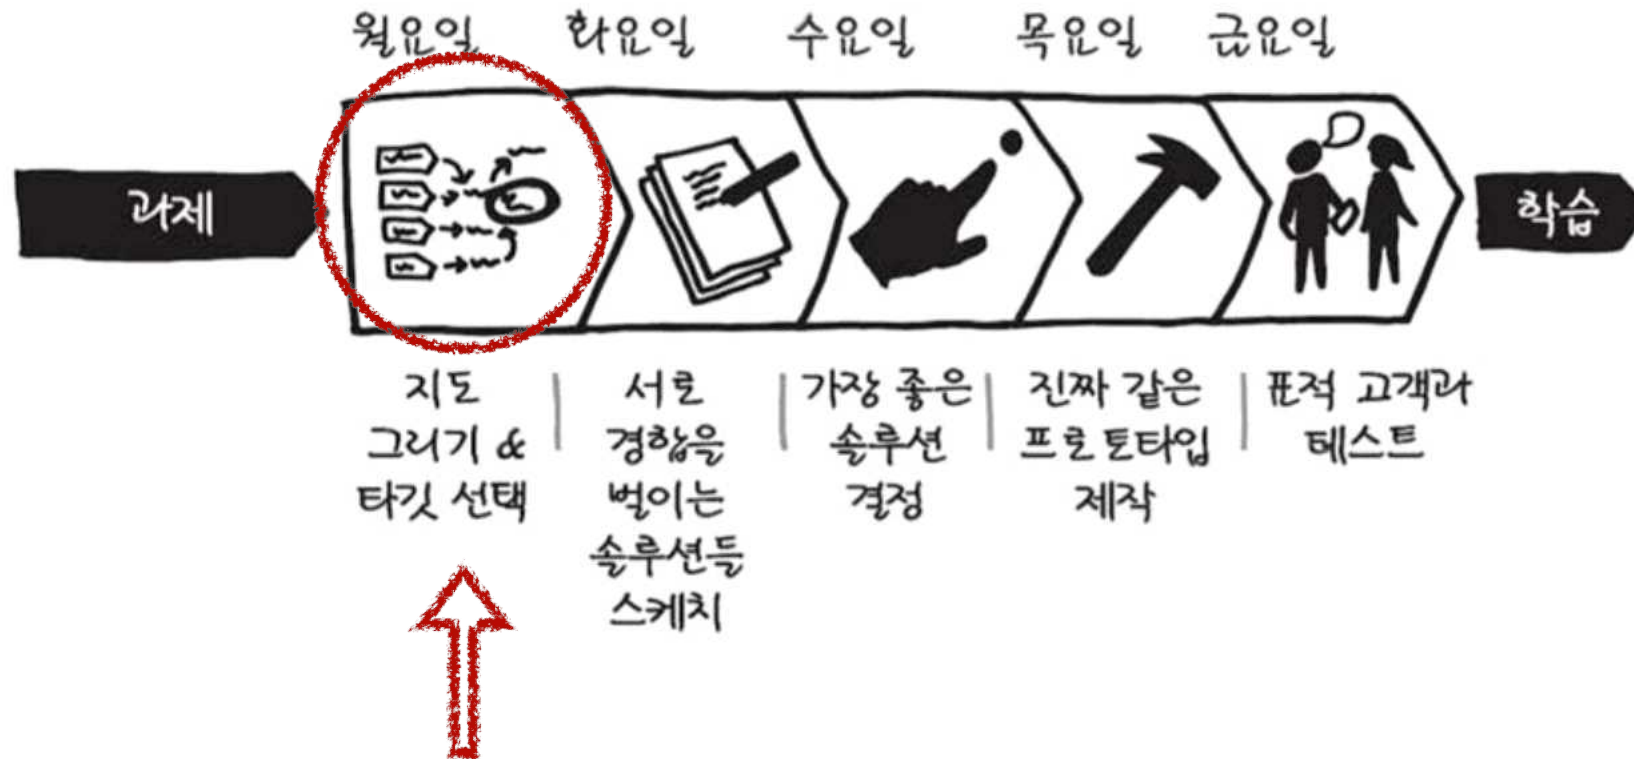 월요일
화요일
수요일
목요일
금요일
과제
학습
지도
그리기 &
타깃 선택
서로
경합을
벌이는
솔루션들
스케치
가장 좋은
솔루션
결정
진짜 같은
프로토타입
제작
표적 고객과
테스트